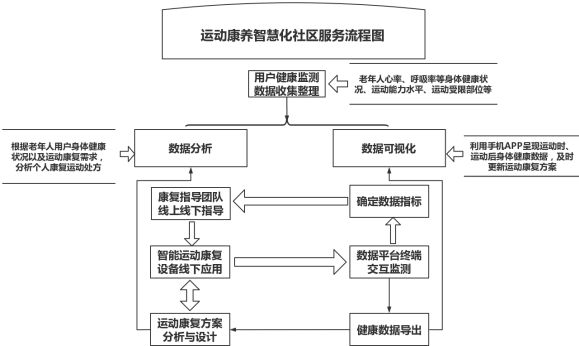 运动康养智慧化社区服务流程图
用户健康监测
数据收集整理
老年人心率、呼吸率等身体健康状
况、运动能力水平、运动受限部位等
根据老年人用户身体健康
状况以及运动康复需求，
分析个人康复运动处方
数据分析
数据可视化
利用手机APP呈现运动时、
运动后身体健康数据，及时
更新运动康复方案
康复指导团队
线上线下指导
确定数据指标
智能运动康复
设备线下应用
数据平台终端
交互监测
运动康复方案
分析与设计
健康数据导出